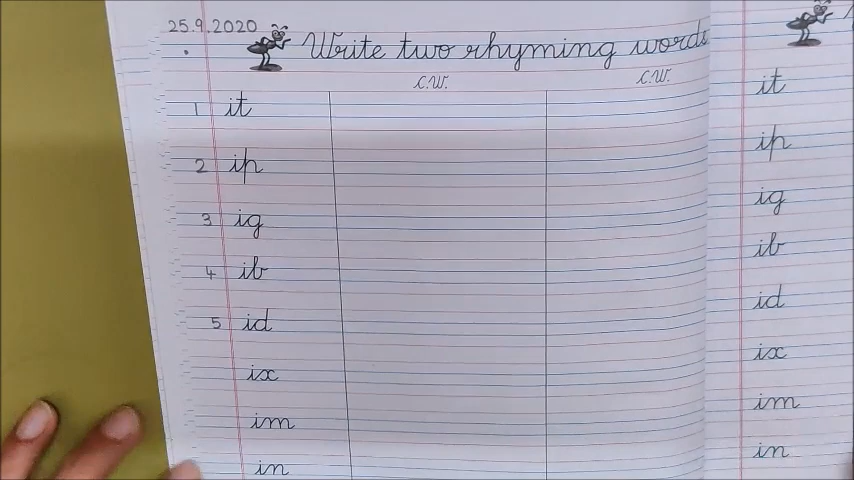 25.9.2020
Write two rhyming words
C.W. C.W.
1 it
2 ip
3 ig
4 ib
5 id
ix
im
in
it
ip
ig
ib
id
ix
im
in